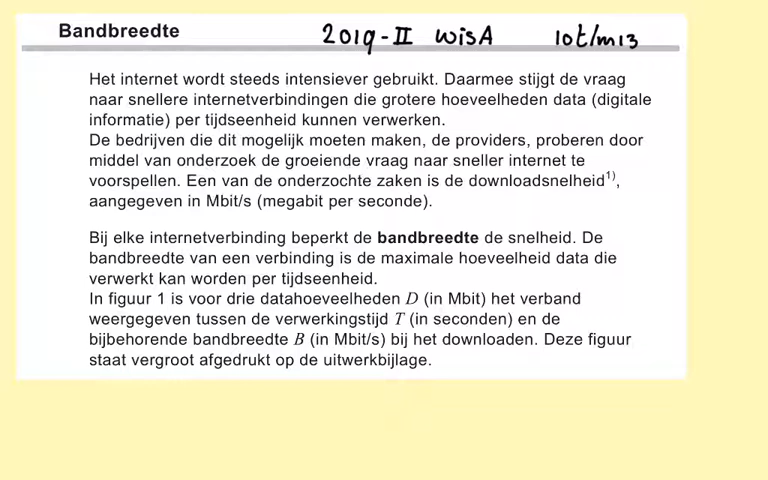 Bandbreedte 2019-II wisA 10t/m13
Het internet wordt steeds intensiever gebruikt. Daarmee stijgt de vraag
naar snellere internetverbindingen die grotere hoeveelheden data (digitale
informatie) per tijdseenheid kunnen verwerken.
De bedrijven die dit mogelijk moeten maken, de providers, proberen door
middel van onderzoek de groeiende vraag naar sneller internet te
voorspellen. Een van de onderzochte zaken is de downloadsnelheid¹⁾,
aangegeven in Mbit/s (megabit per seconde).
Bij elke internetverbinding beperkt de bandbreedte de snelheid. De
bandbreedte van een verbinding is de maximale hoeveelheid data die
verwerkt kan worden per tijdseenheid.
In figuur 1 is voor drie datahoeveelheden D (in Mbit) het verband
weergegeven tussen de verwerkingstijd T (in seconden) en de
bijbehorende bandbreedte B (in Mbit/s) bij het downloaden. Deze figuur
staat vergroot afgedrukt op de uitwerkbijlage.